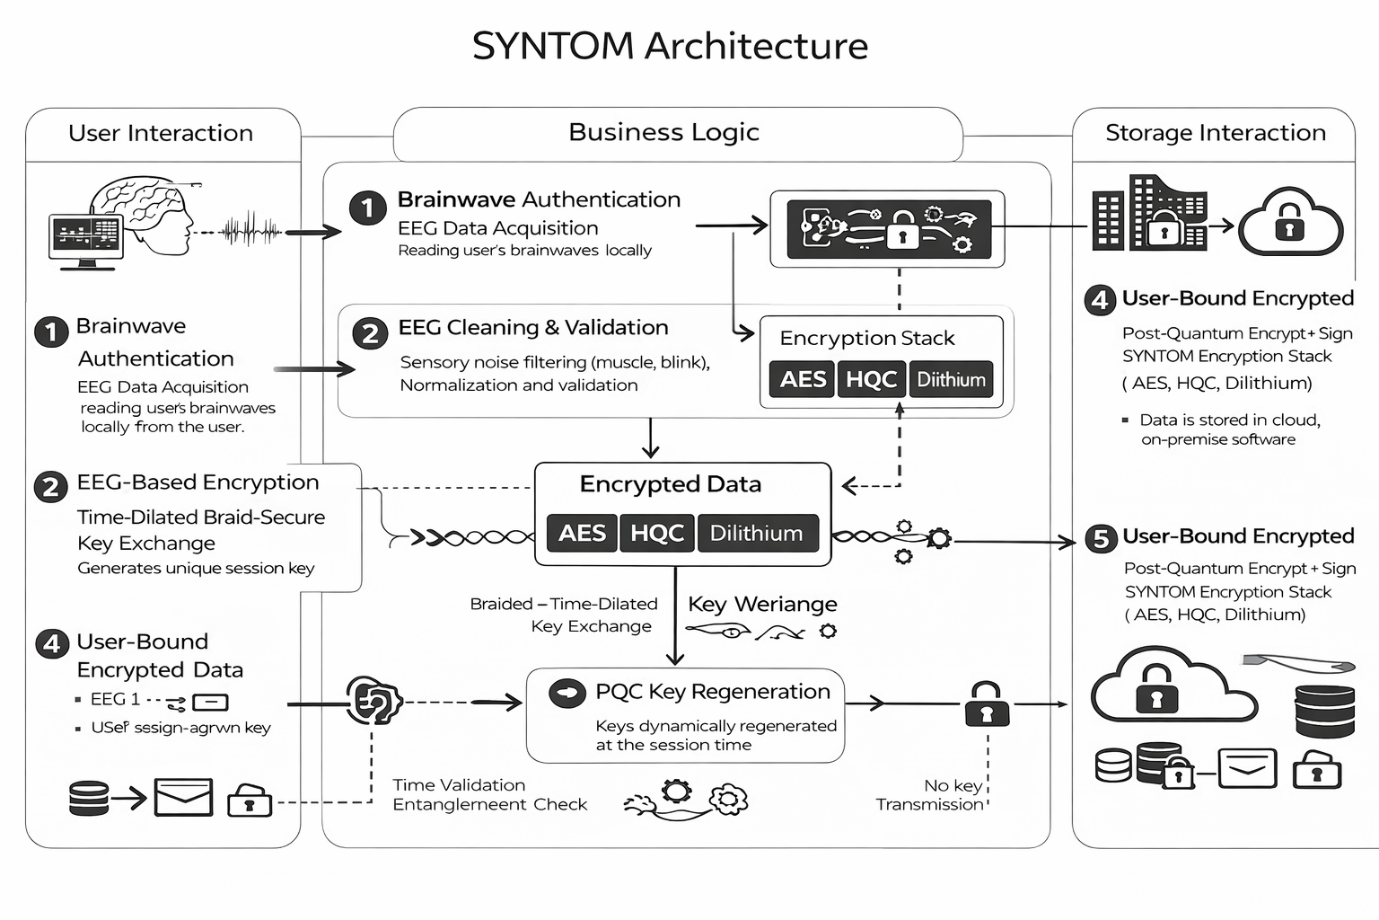 SYNTOM Architecture
User Interaction
1 Brainwave
Authentication
EEG Data Acquisition
reading user's brainwaves
locally from the user.
2 EEG-Based Encryption
Time-Dilated Braid-Secure
Key Exchange
Generates unique session key
4 User-Bound
Encrypted Data
▪ EEG 1
▪ USef sesign-agrwn key
Business Logic
1 Brainwave Authentication
EEG Data Acquisition
Reading user's brainwaves locally
2 EEG Cleaning & Validation
Sensory noise filtering (muscle, blink),
Normalization and validation
Encryption Stack
AES HQC Diithium
Encrypted Data
AES HQC Dilithium
Braided – Time-Dilated
Key Exchange
Key Weriange
PQC Key Regeneration
Keys dynamically regenerated
at the session time
Time Validation
Entanglerneent Check
No key
Transmission
Storage Interaction
4 User-Bound Encrypted
Post-Quantum Encrypt+ Sign
SYNTOM Encryption Stack
( AES, HQC, Dilithium)
▪ Data is stored in cloud,
on-premise software
5 User-Bound Encrypted
Post-Quantum Encrypt + Sign
SYNTOM Encryption Stack
( AES, HQC, Dilithium)